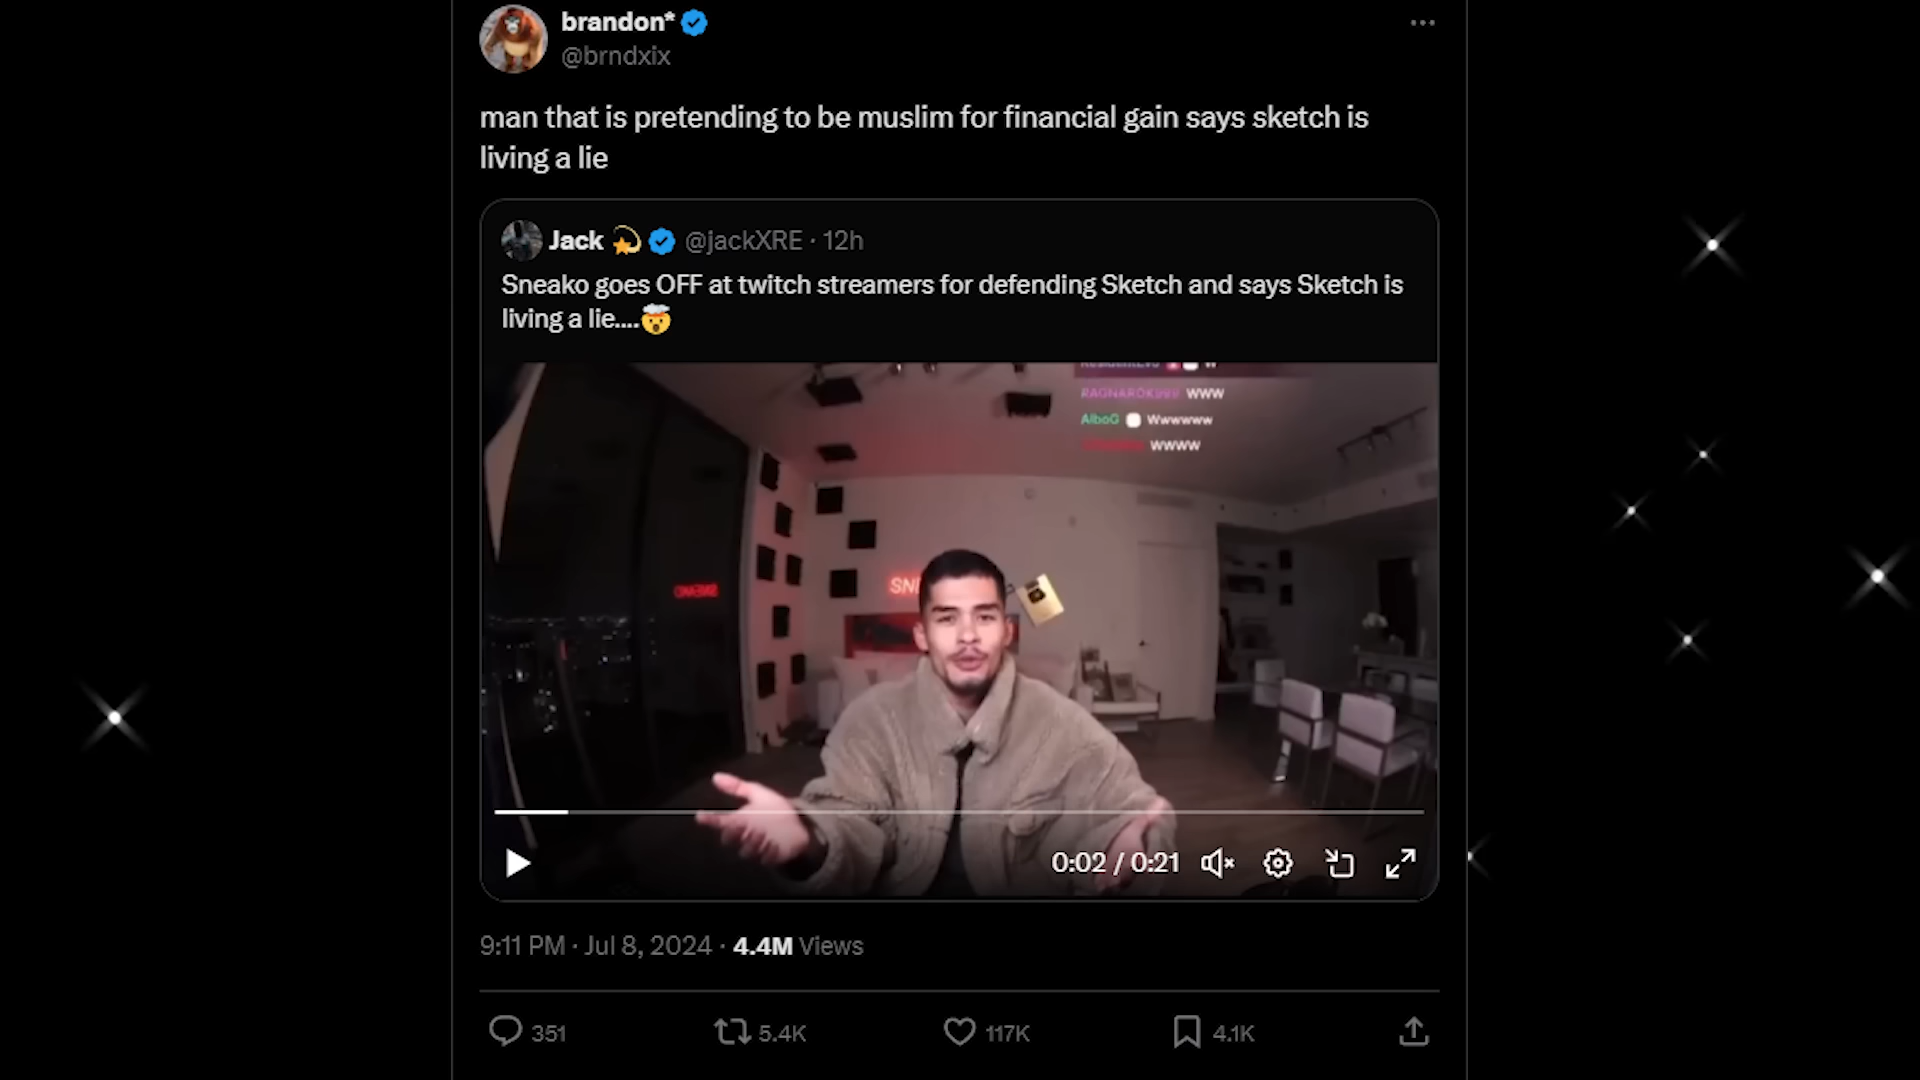 brandon*
@brndxix
man that is pretending to be muslim for financial gain says sketch is
living a lie
Jack 💫 @jackXRE · 12h
Sneako goes OFF at twitch streamers for defending Sketch and says Sketch is
living a lie....🤯
W
RAGNAROK989 WWW
AlboG Wwwwww
WWWW
SNEAKO
SNE
0:02 / 0:21
9:11 PM · Jul 8, 2024 · 4.4M Views
351 5.4K 117K 4.1K